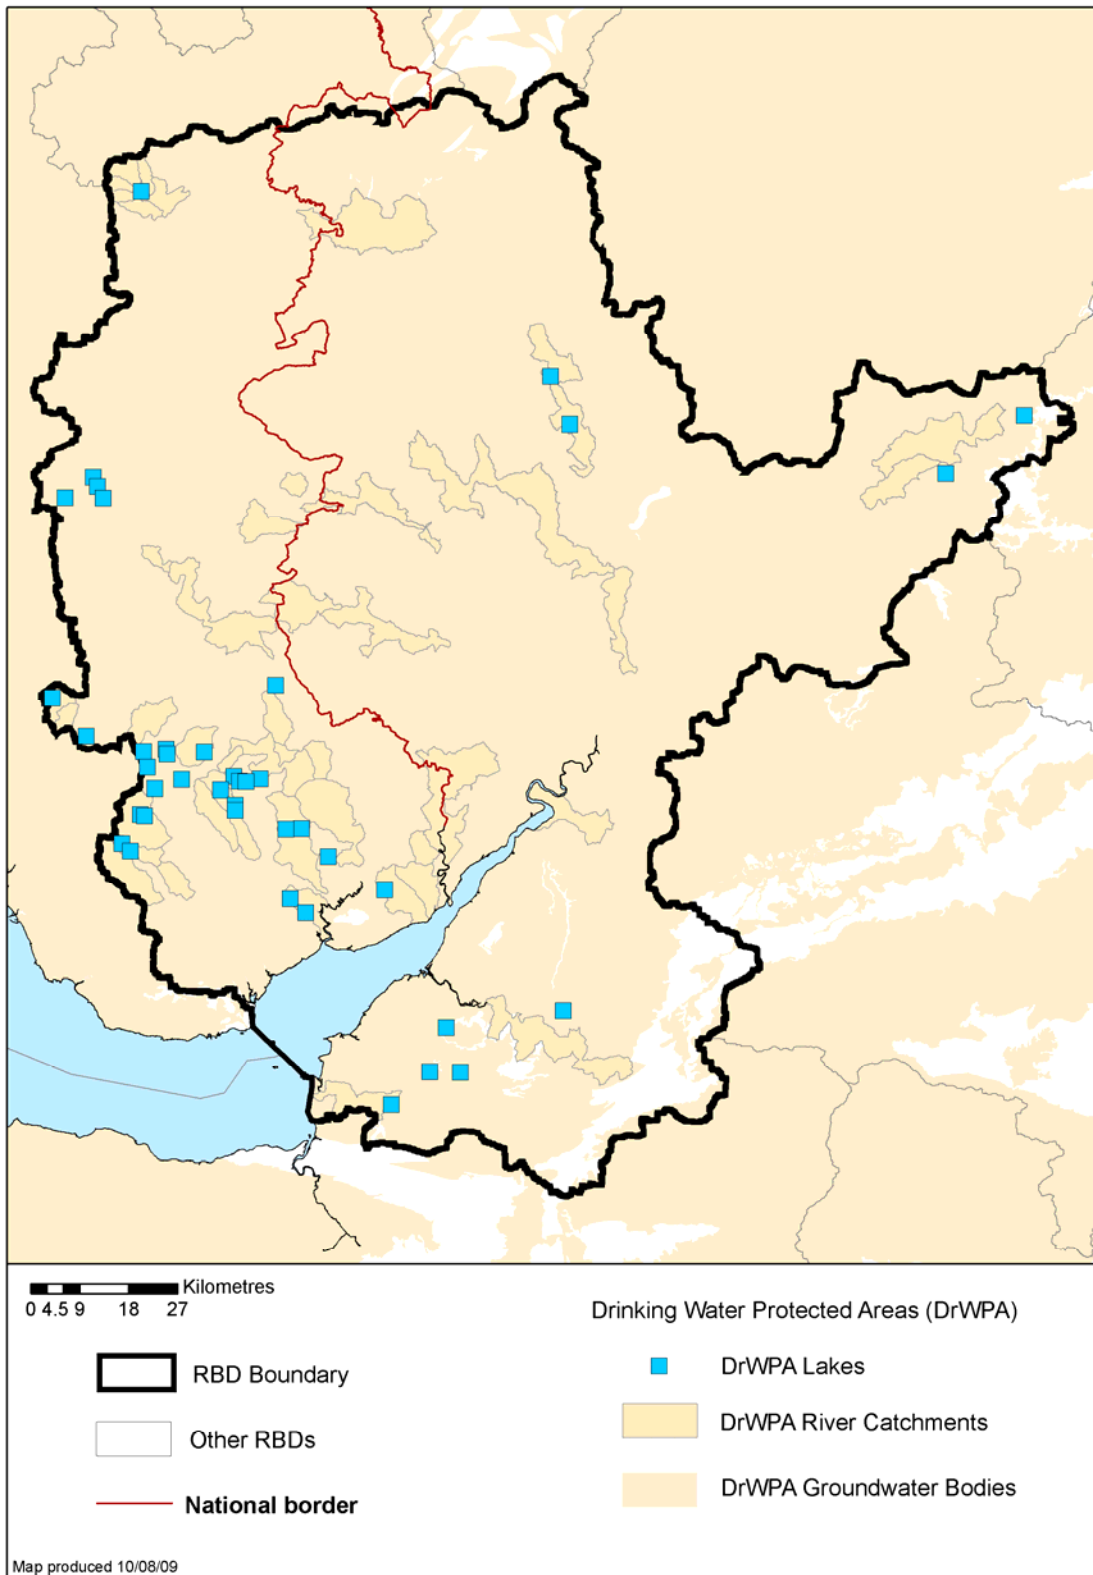 Kilometres
0 4.5 9 18 27
Drinking Water Protected Areas (DrWPA)
RBD Boundary
DrWPA Lakes
Other RBDs
DrWPA River Catchments
National border
DrWPA Groundwater Bodies
Map produced 10/08/09